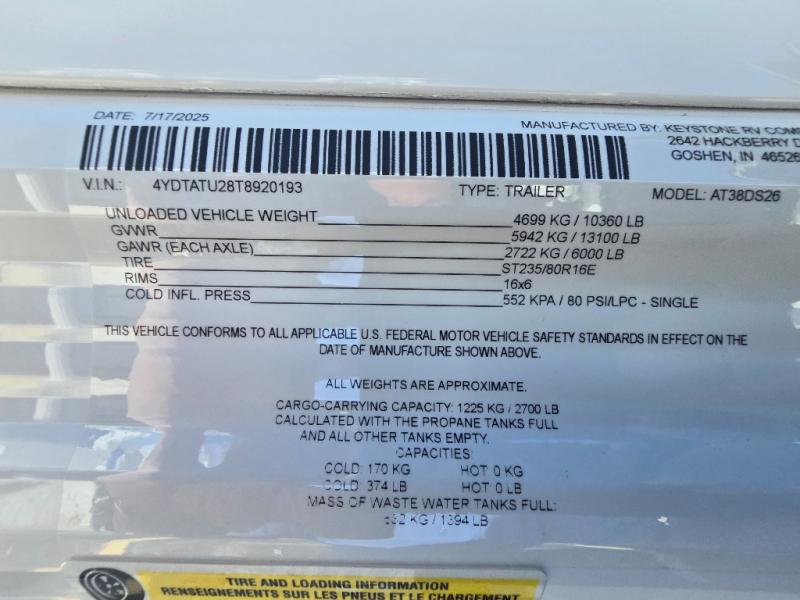 DATE: 7/17/2025
MANUFACTURED BY: KEYSTONE RV
2642 HACKBERRY
GOSHEN, IN 46526
V.I.N.: 4YDTATU28T8920193 TYPE: TRAILER MODEL: AT38DS26
UNLOADED VEHICLE WEIGHT 4699 KG / 10360 LB
GVWR 5942 KG / 13100 LB
GAWR (EACH AXLE) 2722 KG / 6000 LB
TIRE ST235/80R16E
RIMS 16x6
COLD INFL. PRESS 552 KPA / 80 PSI/LPC - SINGLE
THIS VEHICLE CONFORMS TO ALL APPLICABLE U.S. FEDERAL MOTOR VEHICLE SAFETY STANDARDS IN EFFECT ON THE
DATE OF MANUFACTURE SHOWN ABOVE.
ALL WEIGHTS ARE APPROXIMATE.
CARGO-CARRYING CAPACITY: 1225 KG / 2700 LB
CALCULATED WITH THE PROPANE TANKS FULL
AND ALL OTHER TANKS EMPTY.
CAPACITIES:
COLD: 170 KG HOT: 0 KG
COLD: 374 LB HOT: 0 LB
MASS OF WASTE WATER TANKS FULL:
KG / 1394 LB
TIRE AND LOADING INFORMATION
RENSEIGNEMENTS SUR LES PNEUS ET LE CHARGEMENT